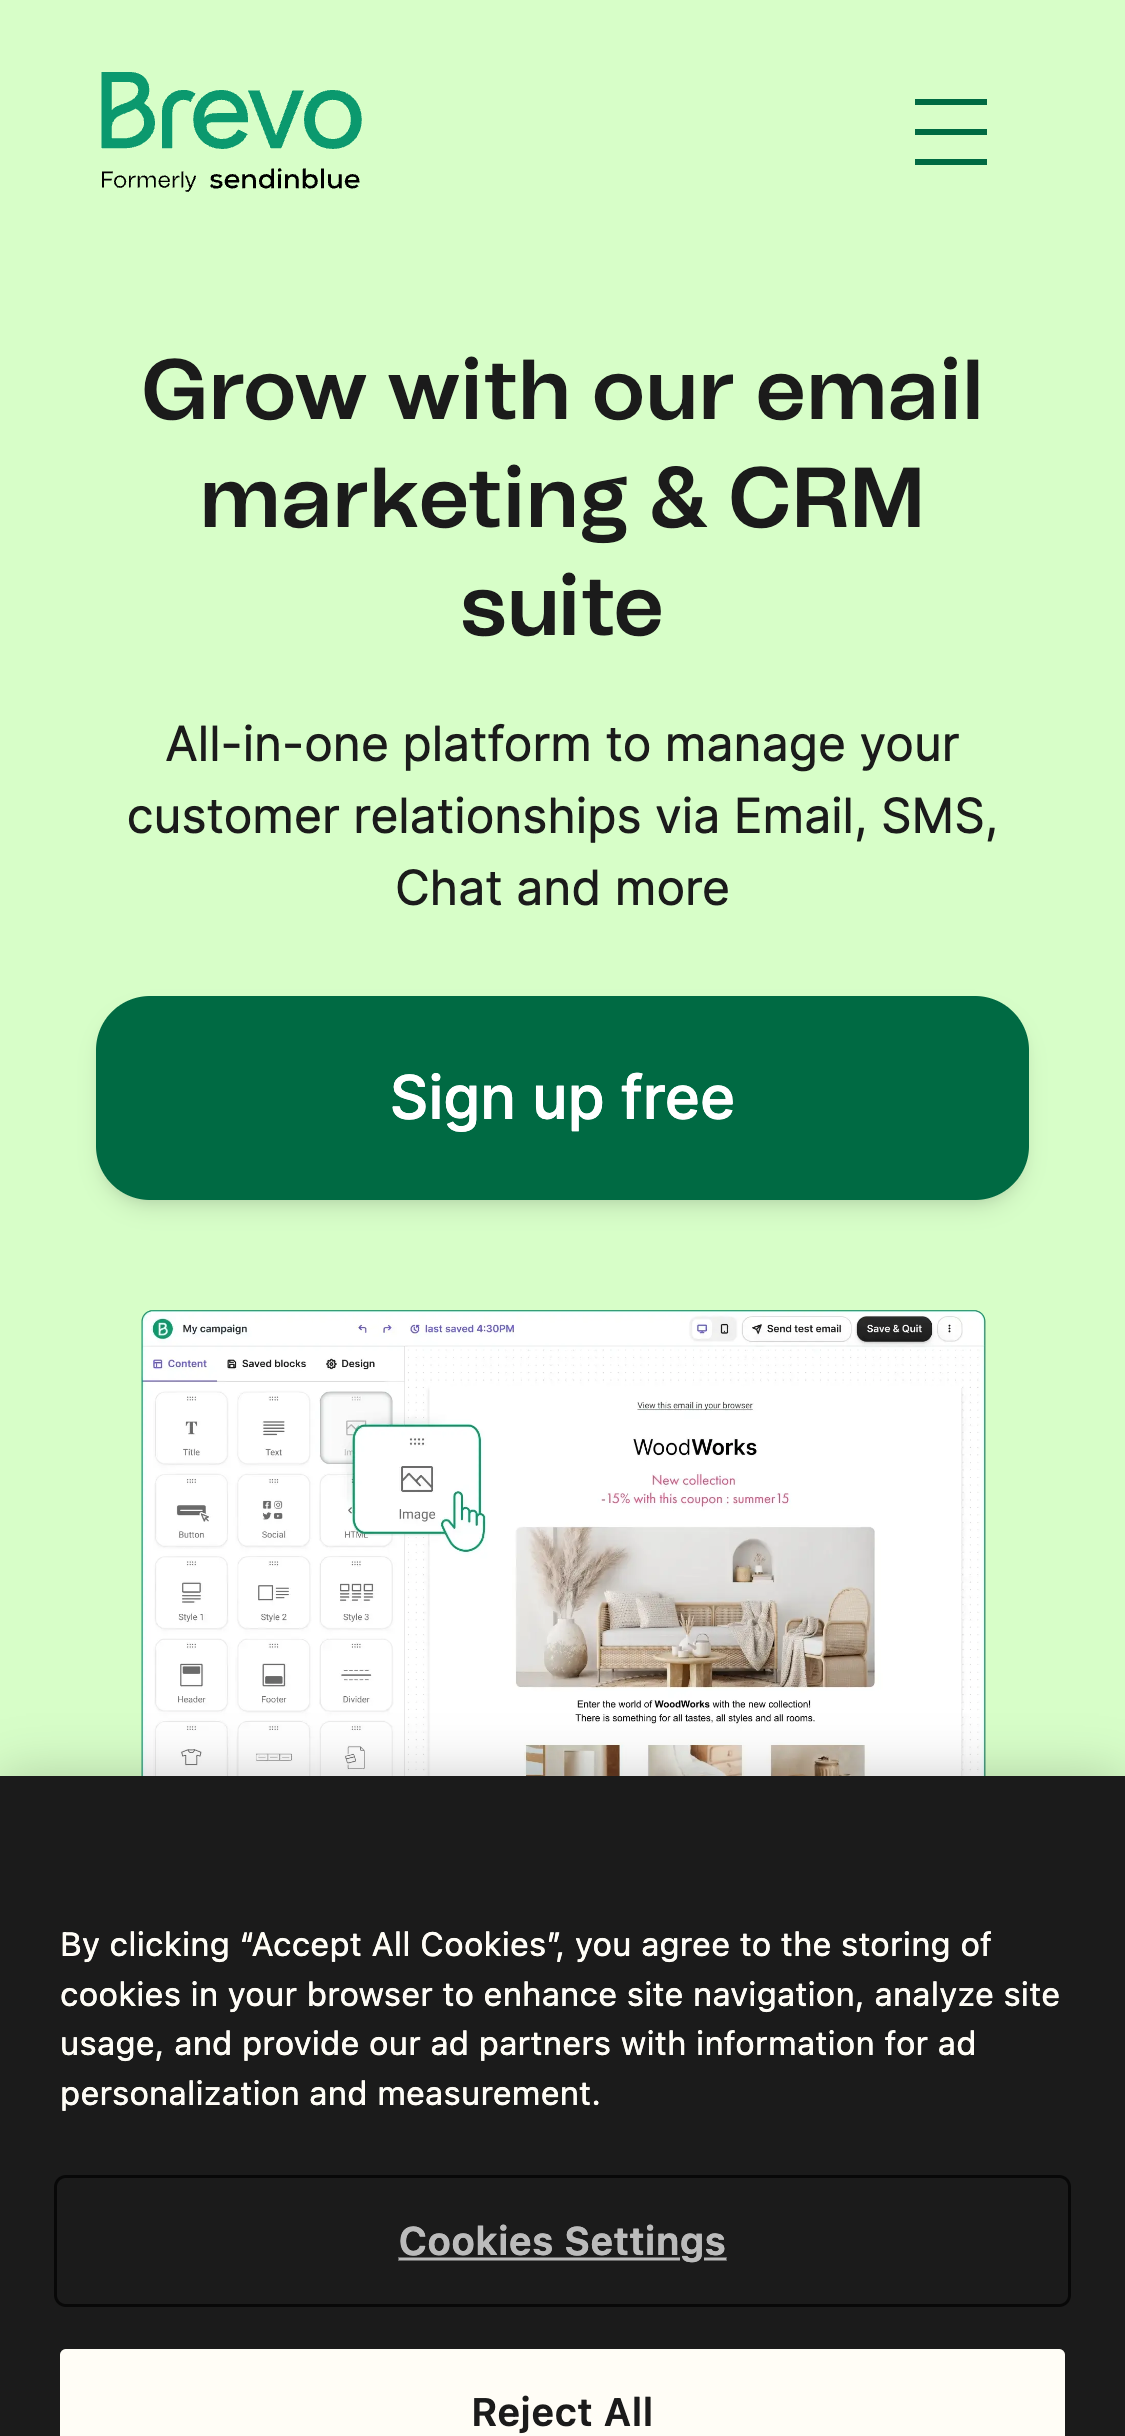 Brevo
Formerly sendinblue
Grow with our email
marketing & CRM
suite
All-in-one platform to manage your
customer relationships via Email, SMS,
Chat and more
Sign up free
My campaign
last saved 4:30PM
Send test email
Save & Quit
Content
Saved blocks
Design
View this email in your browser
Title
Text
Image
WoodWorks
New collection
-15% with this coupon : summer15
Button
Social
HTML
Style 1
Style 2
Style 3
Header
Footer
Divider
Enter the world of WoodWorks with the new collection!
There is something for all tastes, all styles and all rooms.
By clicking “Accept All Cookies”, you agree to the storing of
cookies in your browser to enhance site navigation, analyze site
usage, and provide our ad partners with information for ad
personalization and measurement.
Cookies Settings
Reject All